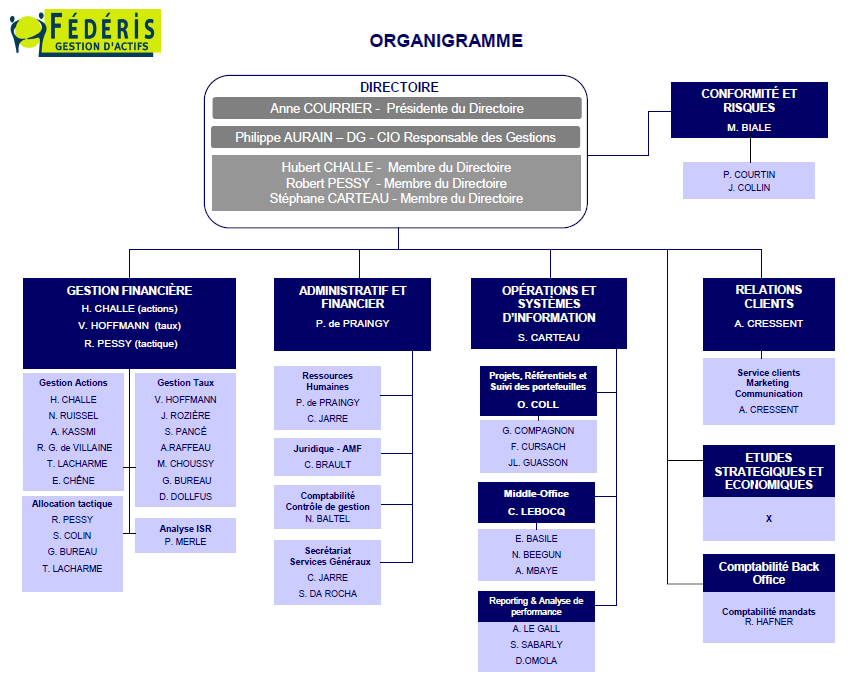 FÉDÉRIS
GESTION D'ACTIFS
ORGANIGRAMME
DIRECTOIRE
Anne COURRIER - Présidente du Directoire
Philippe AURAIN – DG - CIO Responsable des Gestions
Hubert CHALLE - Membre du Directoire
Robert PESSY - Membre du Directoire
Stéphane CARTEAU - Membre du Directoire
CONFORMITÉ ET
RISQUES
M. BIALE
P. COURTIN
J. COLLIN
GESTION FINANCIÈRE
H. CHALLE (actions)
V. HOFFMANN (taux)
R. PESSY (tactique)
Gestion Actions
H. CHALLE
N. RUISSEL
A. KASSMI
R. G. de VILLAINE
T. LACHARME
E. CHÊNE
Gestion Taux
V. HOFFMANN
J. ROZIÈRE
S. PANCÉ
A.RAFFEAU
M. CHOUSSY
G. BUREAU
D. DOLLFUS
Allocation tactique
R. PESSY
S. COLIN
G. BUREAU
T. LACHARME
Analyse ISR
P. MERLE
ADMINISTRATIF ET
FINANCIER
P. de PRAINGY
Ressources
Humaines
P. de PRAINGY
C. JARRE
Juridique - AMF
C. BRAULT
Comptabilité
Contrôle de gestion
N. BALTEL
Secrétariat
Services Généraux
C. JARRE
S. DA ROCHA
OPÉRATIONS ET
SYSTÈMES
D'INFORMATION
S. CARTEAU
Projets, Référentiels et
Suivi des portefeuilles
O. COLL
G. COMPAGNON
F. CURSACH
JL. GUASSON
Middle-Office
C. LEBOCQ
E. BASILE
N. BEEGUN
A. MBAYE
Reporting & Analyse de
performance
A. LE GALL
S. SABARLY
D.OMOLA
RELATIONS
CLIENTS
A. CRESSENT
Service clients
Marketing
Communication
A. CRESSENT
ETUDES
STRATEGIQUES ET
ECONOMIQUES
X
Comptabilité Back
Office
Comptabilité mandats
R. HAFNER